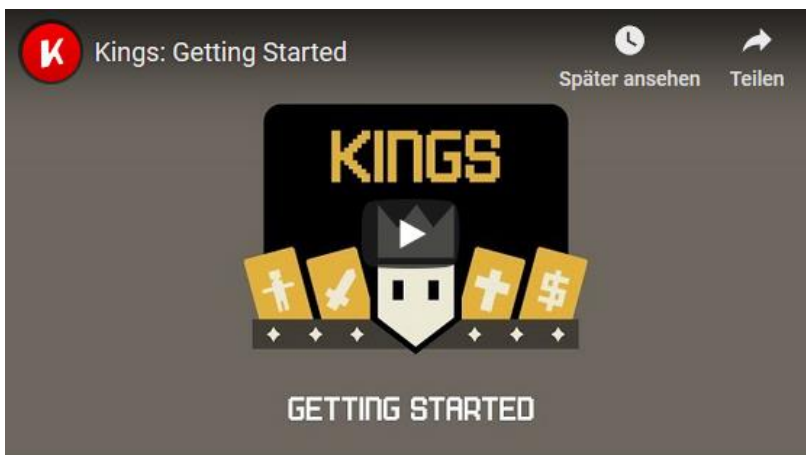 K
Kings: Getting Started
Später ansehen
Teilen
KINGS
$
GETTING STARTED